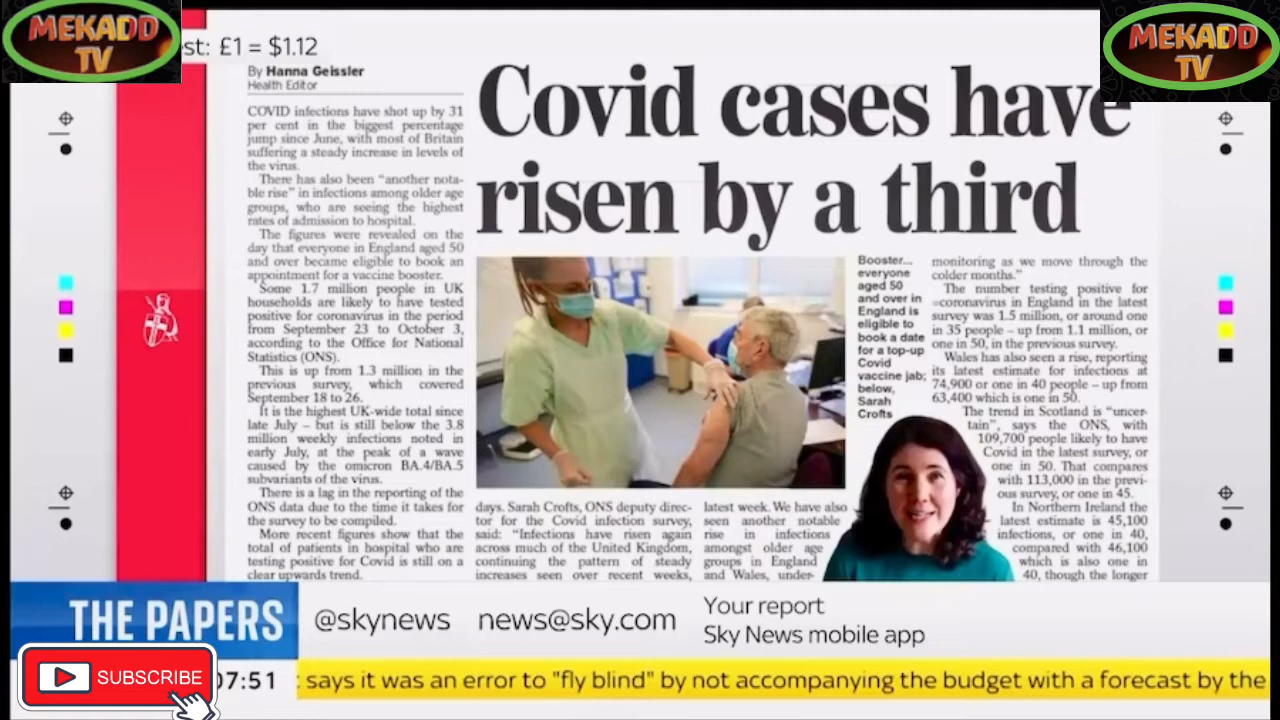 MEKADD
TV
st: £1 = $1.12
MEKADD
TV
By Hanna Geissler
Health Editor
Covid cases have
risen by a third
COVID infections have shot up by 31
per cent in the biggest percentage
jump since June, with most of Britain
suffering a steady increase in levels of
the virus.
There has also been "another nota-
ble rise" in infections among older age
groups, who are seeing the highest
rates of admission to hospital.
The figures were revealed on the
day that everyone in England aged 50
and over became eligible to book an
appointment for a vaccine booster.
Some 1.7 million people in UK
households are likely to have tested
positive for coronavirus in the period
from September 23 to October 3,
according to the Office for National
Statistics (ONS).
This is up from 1.3 million in the
previous survey, which covered
September 18 to 26.
It is the highest UK-wide total since
late July – but is still below the 3.8
million weekly infections noted in
early July, at the peak of a wave
caused by the omicron BA.4/BA.5
subvariants of the virus.
There is a lag in the reporting of the
ONS data due to the time it takes for
the survey to be compiled.
More recent figures show that the
total of patients in hospital who are
testing positive for Covid is still on a
clear upwards trend.
days. Sarah Crofts, ONS deputy direc-
tor for the Covid infection survey,
said: "Infections have risen again
across much of the United Kingdom,
continuing the pattern of steady
increases seen over recent weeks,
latest week. We have also
seen another notable
rise in infections
amongst older age
groups in England
and Wales, under-
Booster...
everyone
aged 50
and over in
England is
eligible to
book a date
for a top-up
Covid
vaccine jab;
below,
Sarah
Crofts
monitoring as we move through the
colder months."
The number testing positive for
=coronavirus in England in the latest
survey was 1.5 million, or around one
in 35 people – up from 1.1 million, or
one in 50, in the previous survey.
Wales has also seen a rise, reporting
its latest estimate for infections at
74,900 or one in 40 people – up from
63,400 which is one in 50.
The trend in Scotland is "uncer-
tain", says the ONS, with
109,700 people likely to have
Covid in the latest survey, or
one in 50. That compares
with 113,000 in the previ-
ous survey, or one in 45.
In Northern Ireland the
latest estimate is 45,100
infections, or one in 40,
compared with 46,100
which is also one in
40, though the longer
THE PAPERS
@skynews news@sky.com
Your report
Sky News mobile app
SUBSCRIBE
07:51
: says it was an error to "fly blind" by not accompanying the budget with a forecast by the